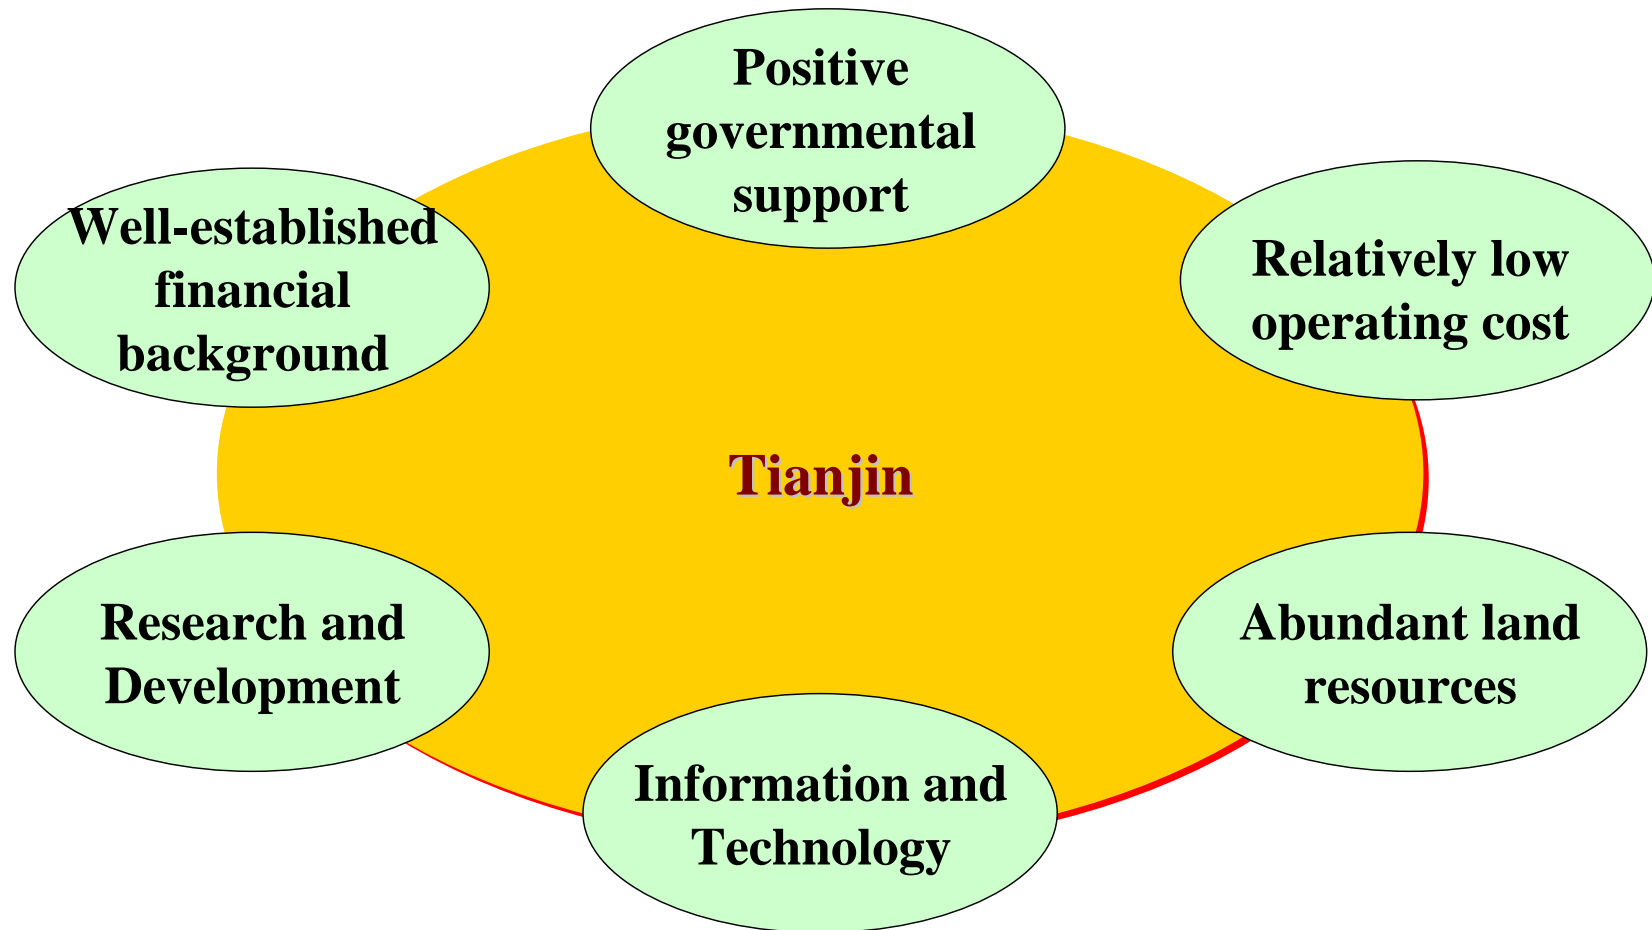 Positive
governmental
support
Well-established
financial
background
Relatively low
operating cost
Tianjin
Research and
Development
Abundant land
resources
Information and
Technology